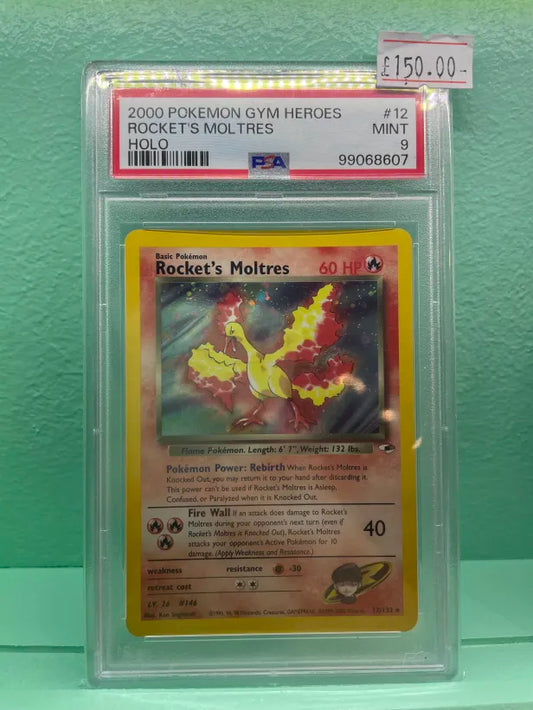 £150.00-
2000 POKEMON GYM HEROES #12
ROCKET'S MOLTRES MINT
HOLO 9
PSA 99068607
Basic Pokémon
Rocket's Moltres 60 HP
Flame Pokémon. Length: 6' 7", Weight: 132 lbs.
Pokémon Power: Rebirth When Rocket's Moltres is
Knocked Out, you may return it to your hand after discarding it.
This power can't be used if Rocket's Moltres is Asleep,
Confused, or Paralyzed when it is Knocked Out.
Fire Wall If an attack does damage to Rocket's
Moltres during your opponent's next turn (even if
Rocket's Moltres is Knocked Out), Rocket's Moltres
attacks your opponent's Active Pokémon for 10
damage. (Apply Weakness and Resistance.)
40
weakness resistance -30
retreat cost
LV. 26 #146
12/132